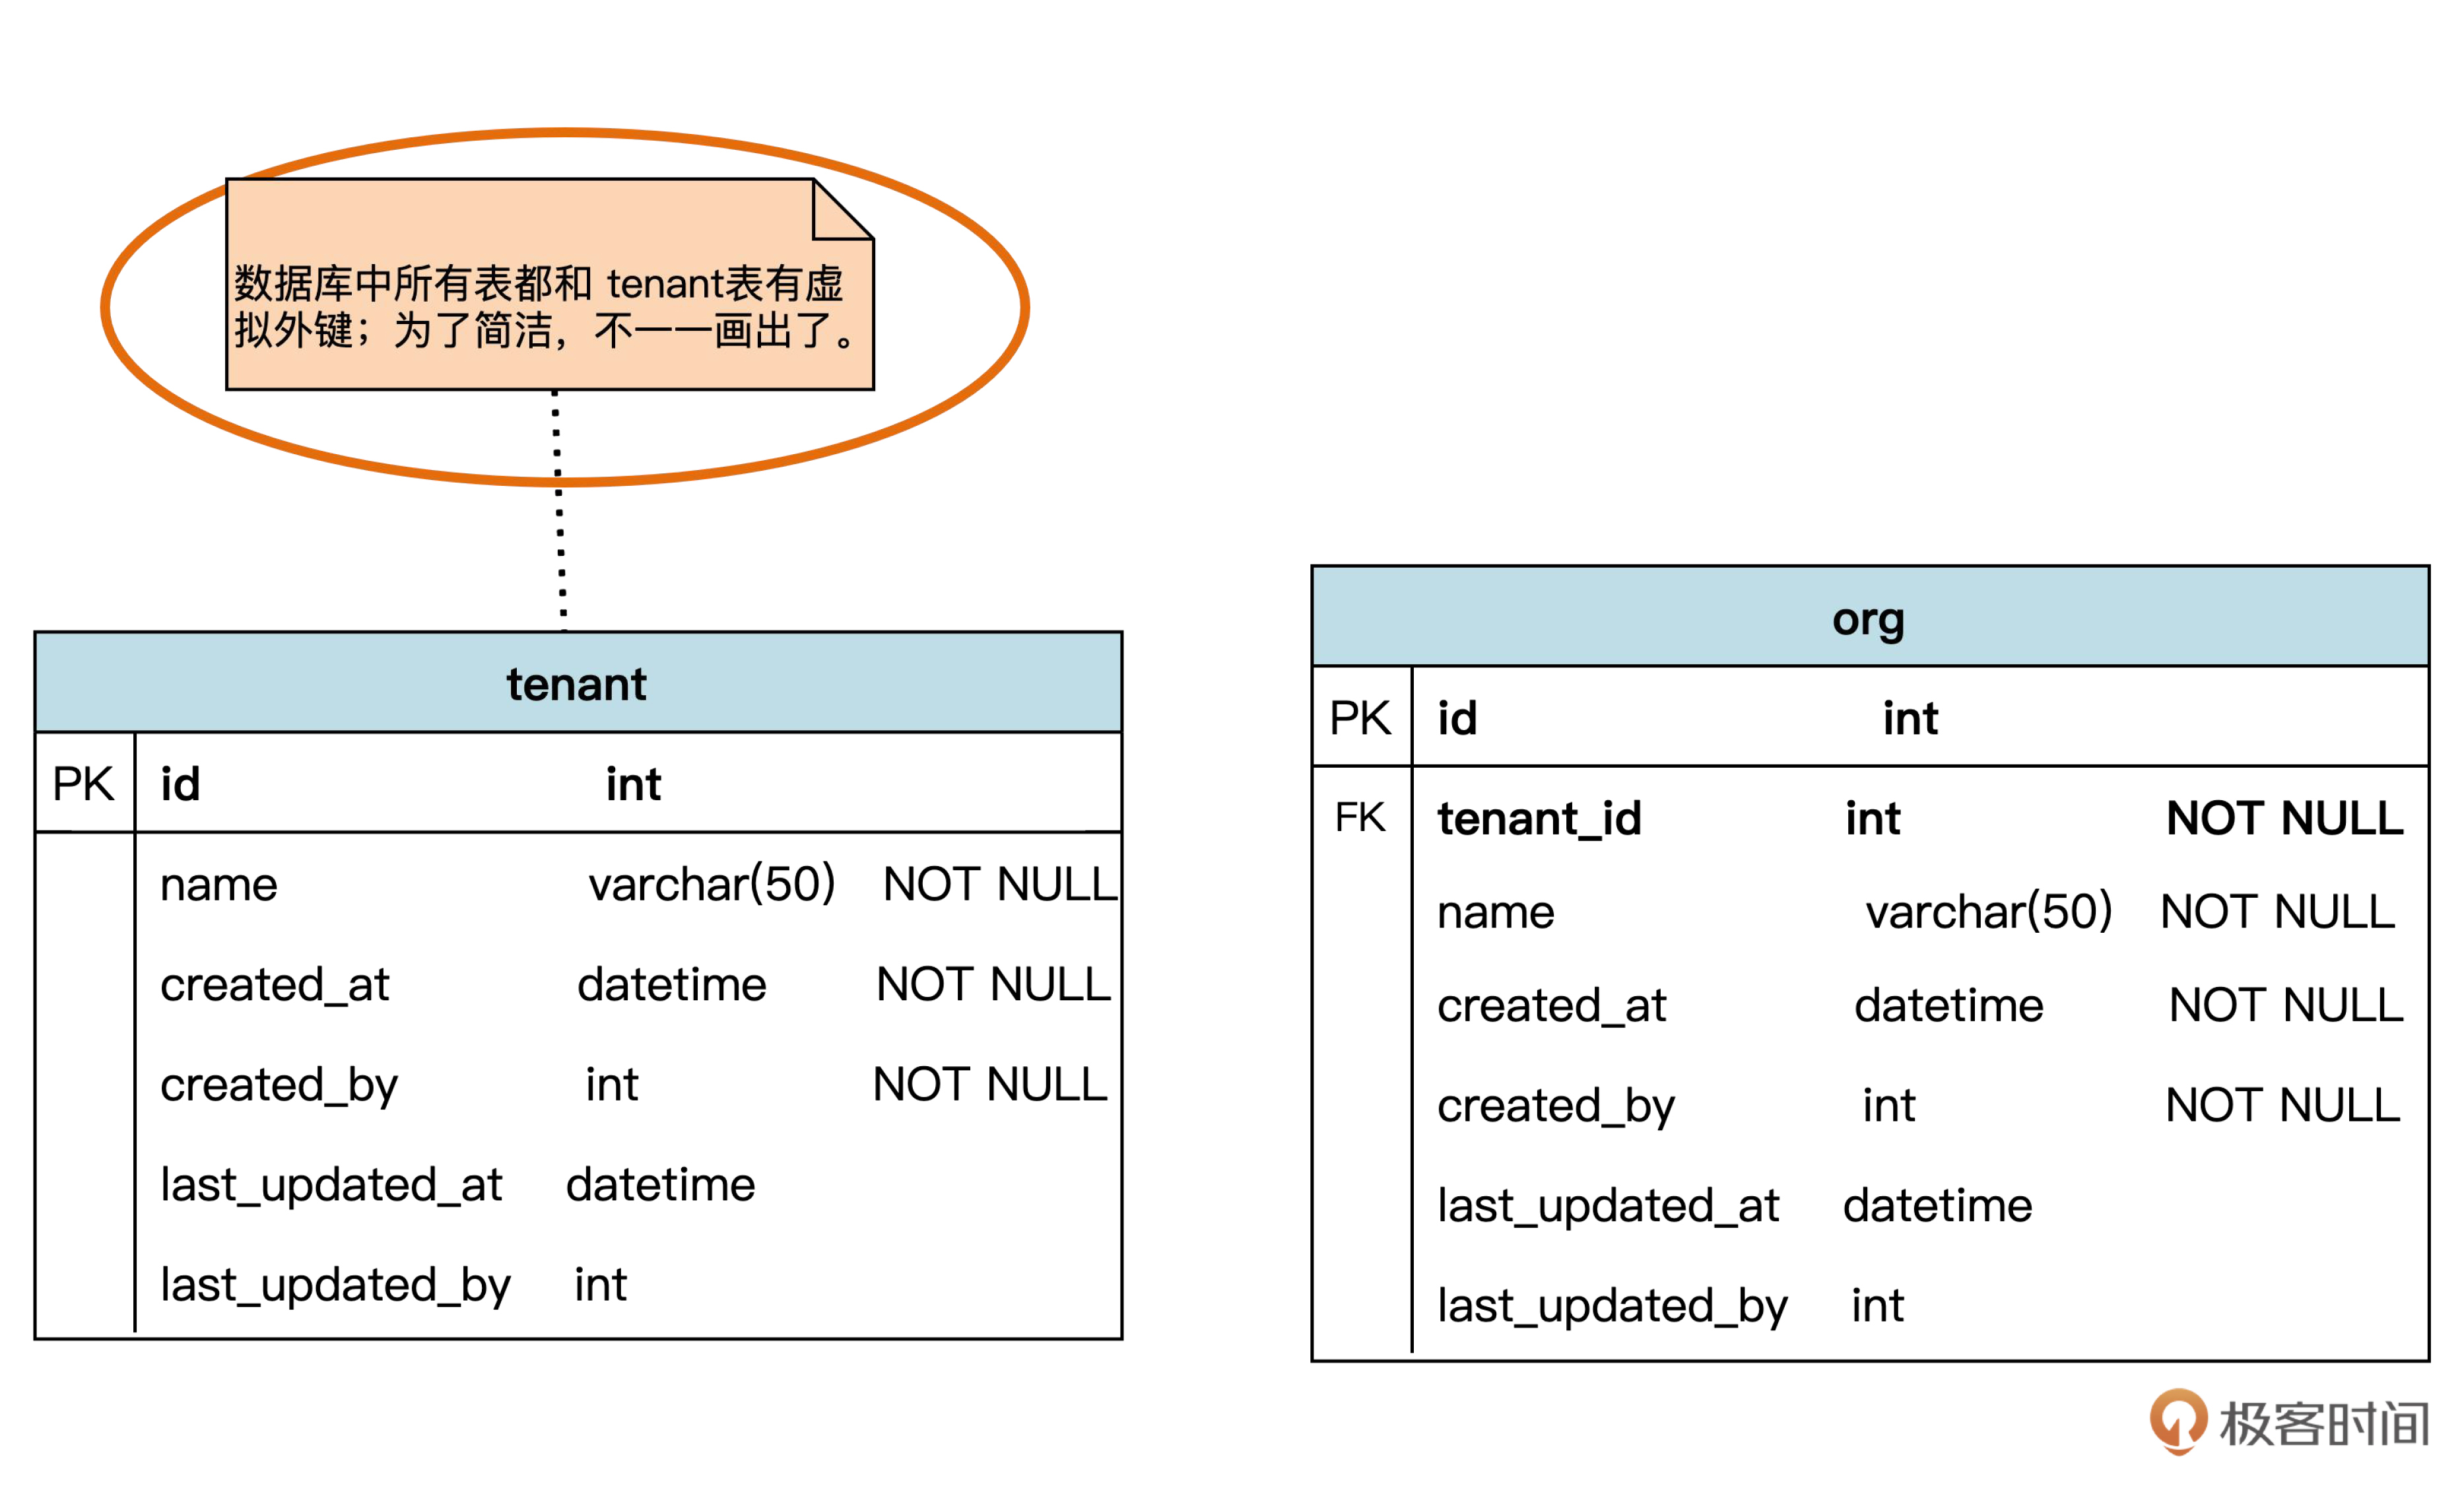 数据库中所有表都和 tenant表有虚
拟外键；为了简洁，不一一画出了。
tenant
PK id int
name varchar(50) NOT NULL
created_at datetime NOT NULL
created_by int NOT NULL
last_updated_at datetime
last_updated_by int
org
PK id int
FK tenant_id int NOT NULL
name varchar(50) NOT NULL
created_at datetime NOT NULL
created_by int NOT NULL
last_updated_at datetime
last_updated_by int
极客时间